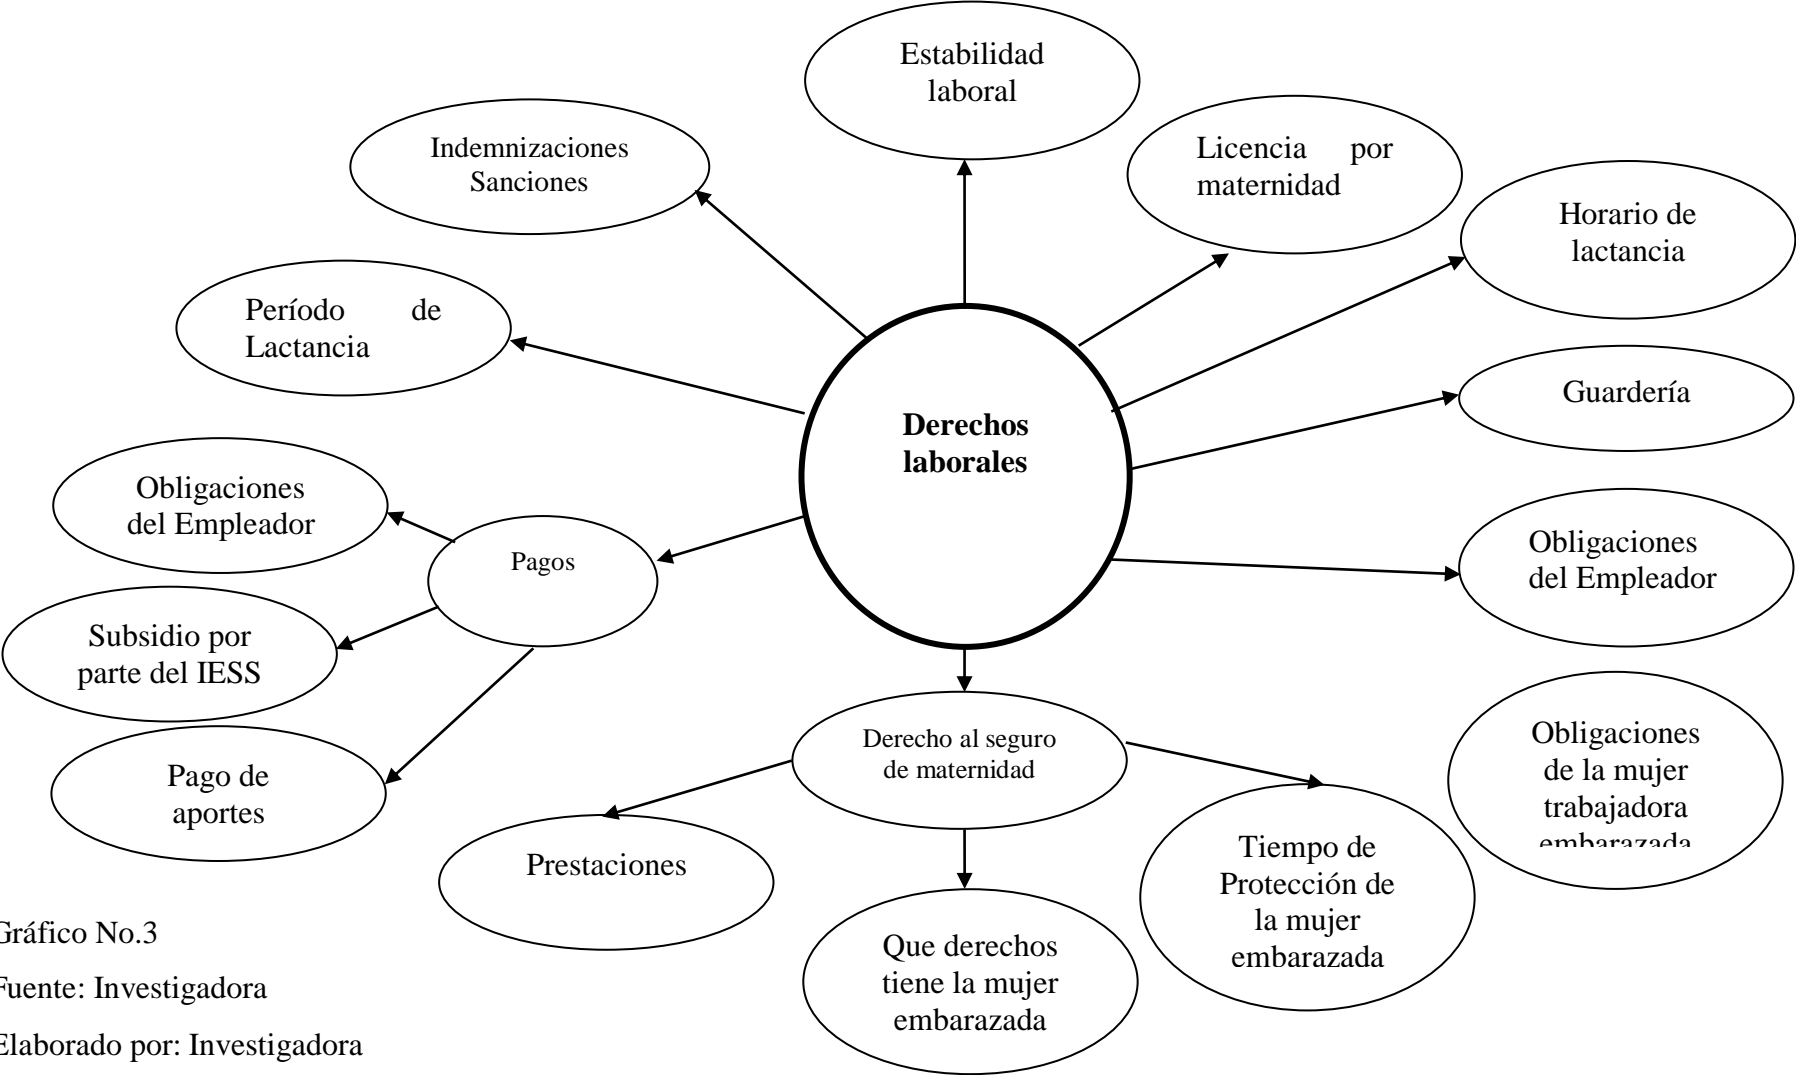 Estabilidad
laboral
Indemnizaciones
Sanciones
Licencia por
maternidad
Horario de
lactancia
Período de
Lactancia
Guardería
Derechos
laborales
Obligaciones
del Empleador
Pagos
Obligaciones
del Empleador
Subsidio por
parte del IESS
Pago de
aportes
Derecho al seguro
de maternidad
Obligaciones
de la mujer
trabajadora
embarazada
Prestaciones
Tiempo de
Protección de
la mujer
embarazada
Que derechos
tiene la mujer
embarazada
Gráfico No.3
Fuente: Investigadora
Elaborado por: Investigadora